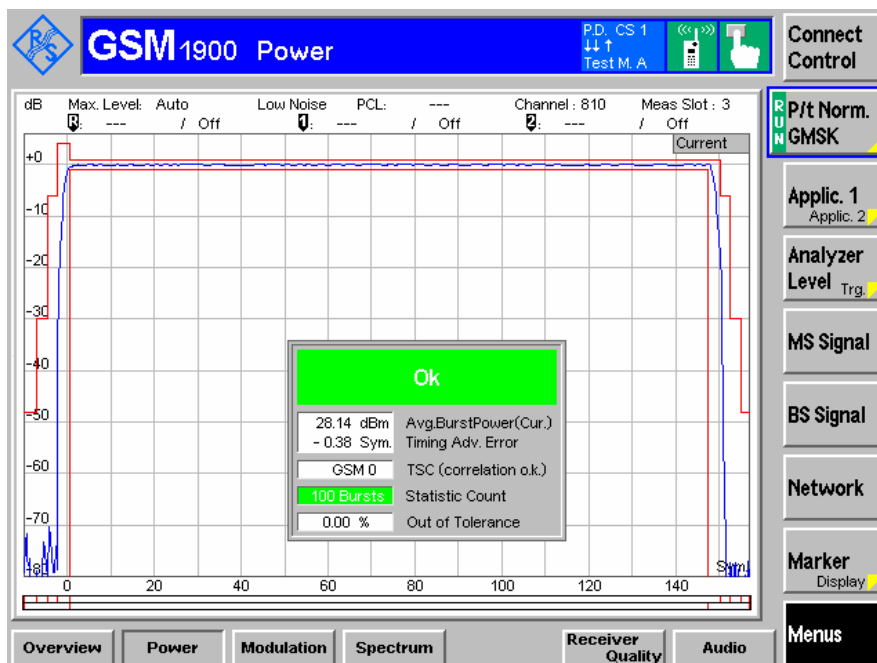 R&S
GSM 1900 Power
P.D. CS 1
Test M. A
Connect Control
dB Max. Level: Auto Low Noise PCL: --- Channel : 810 Meas Slot : 3
R: --- / Off 1: --- / Off 2: --- / Off
Current
+0
-10
-20
-30
-40
-50
-60
-70
-80
0 20 40 60 80 100 120 140
Sym.
Ok
28.14 dBm Avg.BurstPower(Cur.)
- 0.38 Sym. Timing Adv. Error
GSM 0 TSC (correlation o.k.)
100 Bursts Statistic Count
0.00 % Out of Tolerance
RUN
P/t Norm.
GMSK
Applic. 1
Applic. 2
Analyzer
Level Trg.
MS Signal
BS Signal
Network
Marker
Display
Menus
Overview Power Modulation Spectrum Receiver Quality Audio